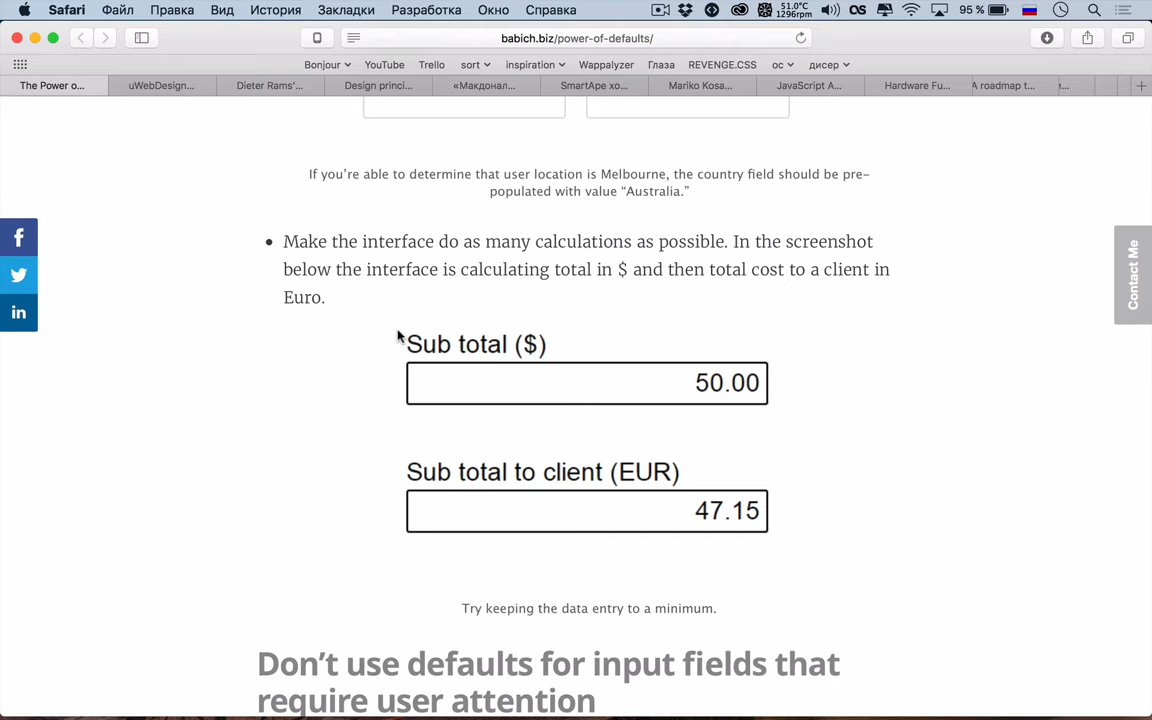 Safari Файл Правка Вид История Закладки Разработка Окно Справка 51.0°C 1296rpm 95 %
babich.biz/power-of-defaults/
Bonjour YouTube Trello sort inspiration Wappalyzer Глаза REVENGE.CSS ос дисер
The Power o... uWebDesign... Dieter Rams'... Design princi... «Макдонал... SmartApe хо... Mariko Kosa... JavaScript A... Hardware Fu... A roadmap t...
If you're able to determine that user location is Melbourne, the country field should be pre-
populated with value “Australia.”
• Make the interface do as many calculations as possible. In the screenshot
below the interface is calculating total in $ and then total cost to a client in
Euro.
Sub total ($)
50.00
Sub total to client (EUR)
47.15
Try keeping the data entry to a minimum.
Don't use defaults for input fields that
require user attention
Contact Me